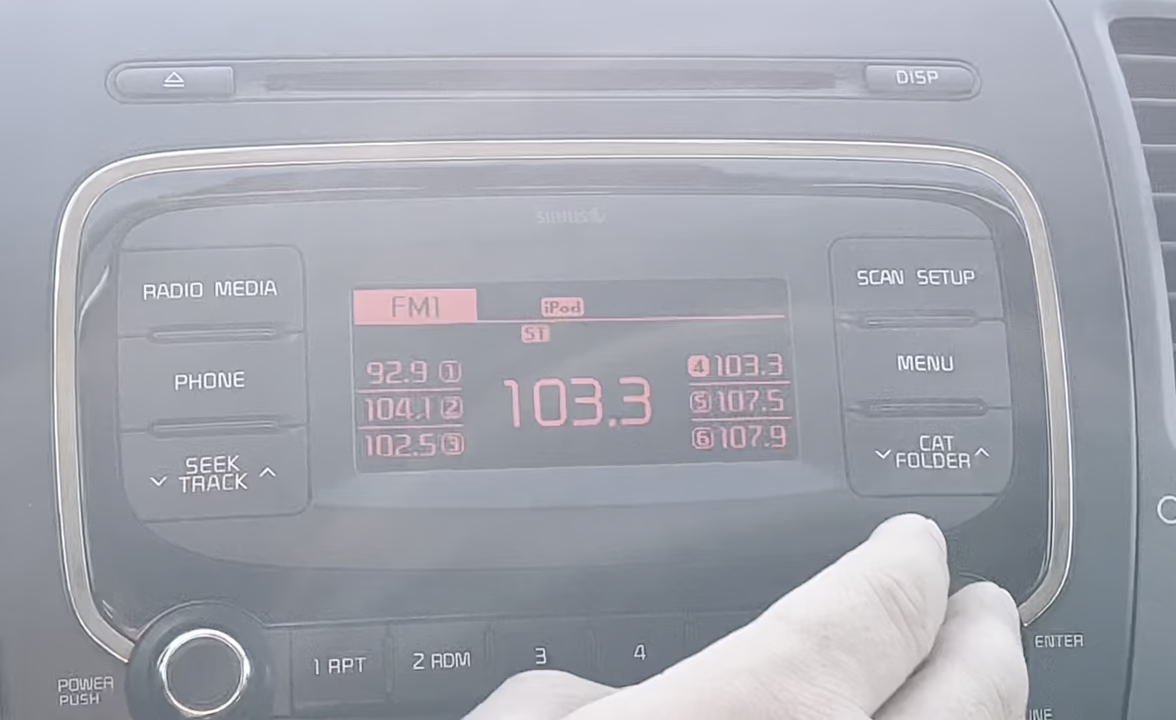 DISP
SIRIUS
RADIO MEDIA
SCAN SETUP
FM1
iPod
ST
PHONE
MENU
92.9 1
4 103.3
104.1 2
103.3
5 107.5
102.5 3
6 107.9
SEEK
TRACK
CAT
FOLDER
1 RPT
2 RDM
3
4
ENTER
POWER
PUSH